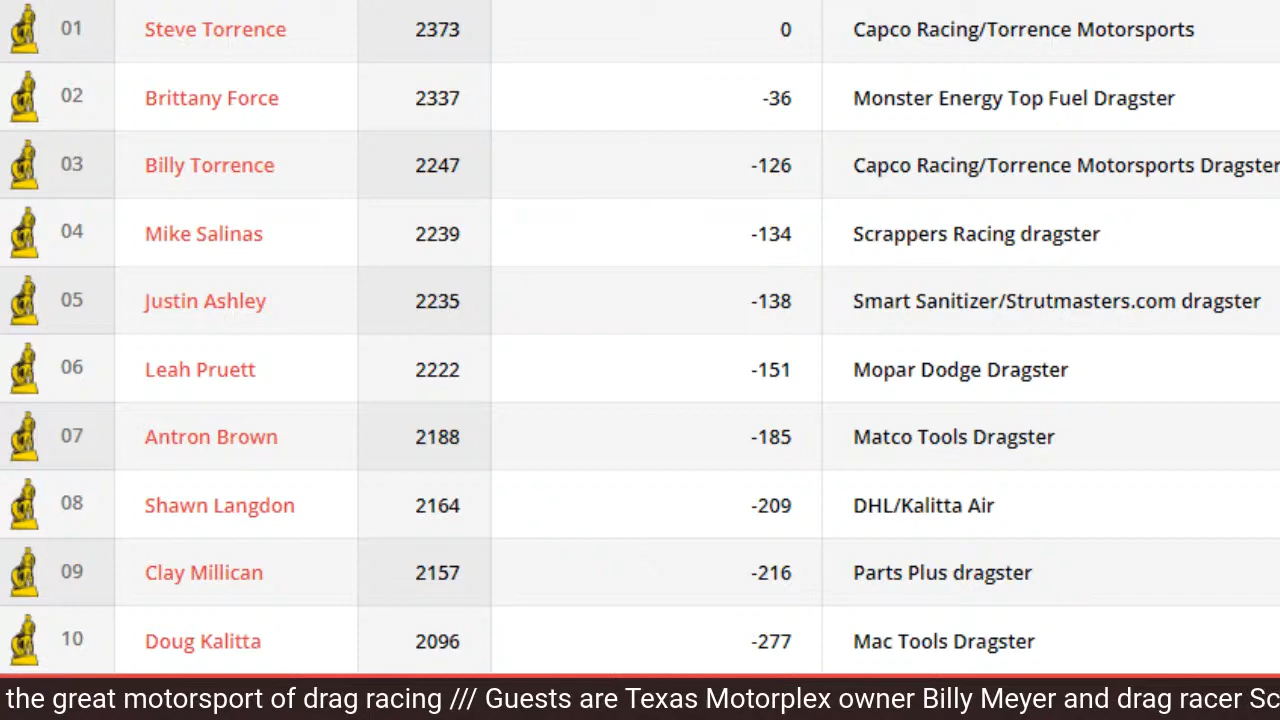 01 Steve Torrence 2373 0 Capco Racing/Torrence Motorsports
02 Brittany Force 2337 -36 Monster Energy Top Fuel Dragster
03 Billy Torrence 2247 -126 Capco Racing/Torrence Motorsports Dragster
04 Mike Salinas 2239 -134 Scrappers Racing dragster
05 Justin Ashley 2235 -138 Smart Sanitizer/Strutmasters.com dragster
06 Leah Pruett 2222 -151 Mopar Dodge Dragster
07 Antron Brown 2188 -185 Matco Tools Dragster
08 Shawn Langdon 2164 -209 DHL/Kalitta Air
09 Clay Millican 2157 -216 Parts Plus dragster
10 Doug Kalitta 2096 -277 Mac Tools Dragster
the great motorsport of drag racing /// Guests are Texas Motorplex owner Billy Meyer and drag racer Sc